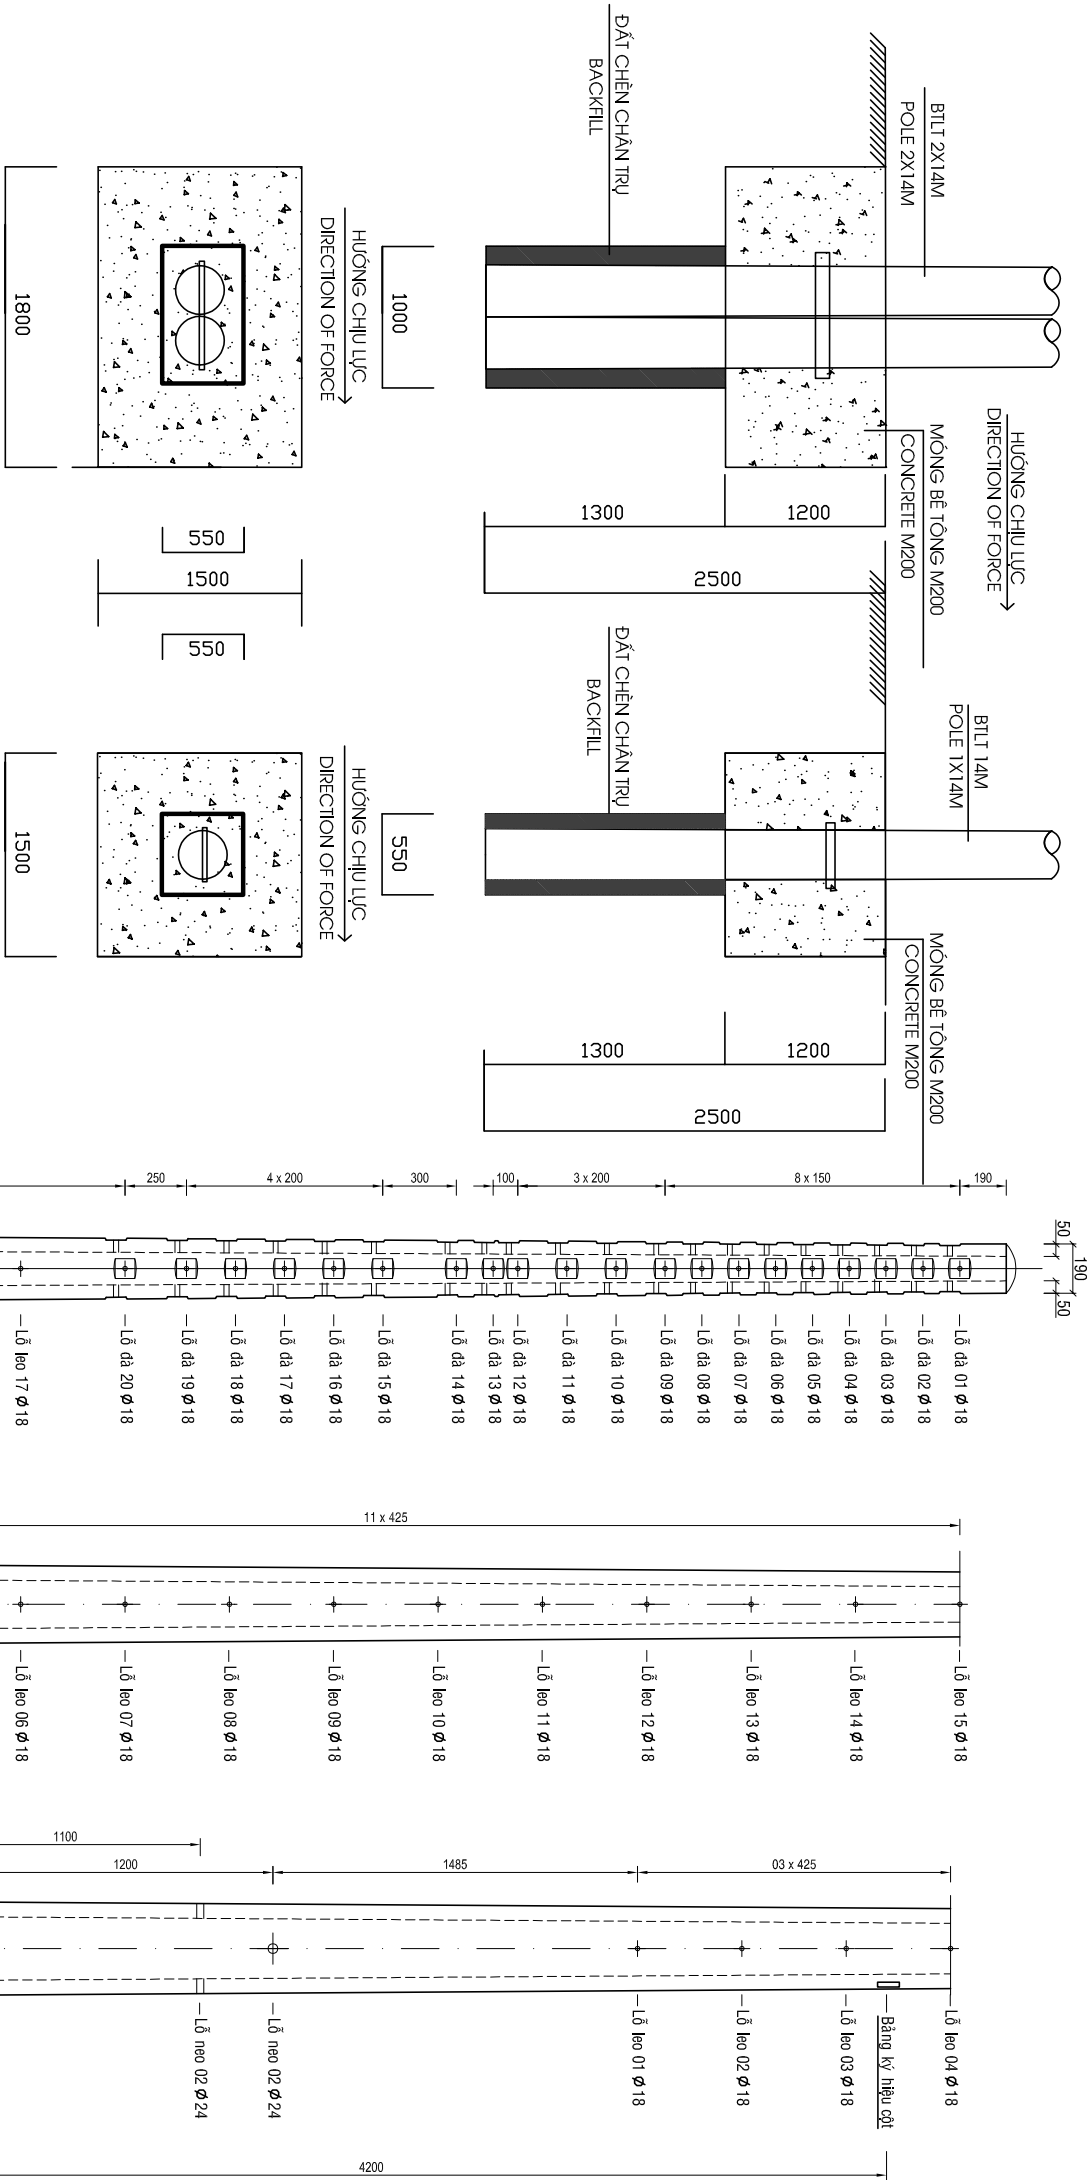 BTLT 2X14M
POLE 2X14M
ĐẤT CHÈN CHÂN TRỤ
BACKFILL
HƯỚNG CHỊU LỰC
DIRECTION OF FORCE
MÓNG BÊ TÔNG M200
CONCRETE M200
1300
1200
2500
1000
HƯỚNG CHỊU LỰC
DIRECTION OF FORCE
1800
550
1500
550
BTLT 14M
POLE 1X14M
ĐẤT CHÈN CHÂN TRỤ
BACKFILL
MÓNG BÊ TÔNG M200
CONCRETE M200
1300
1200
2500
550
HƯỚNG CHỊU LỰC
DIRECTION OF FORCE
1500
50
190
50
190
8 x 150
3 x 200
100
300
4 x 200
250
Lỗ đà 01 Ø18
Lỗ đà 02 Ø18
Lỗ đà 03 Ø18
Lỗ đà 04 Ø18
Lỗ đà 05 Ø18
Lỗ đà 06 Ø18
Lỗ đà 07 Ø18
Lỗ đà 08 Ø18
Lỗ đà 09 Ø18
Lỗ đà 10 Ø18
Lỗ đà 11 Ø18
Lỗ đà 12 Ø18
Lỗ đà 13 Ø18
Lỗ đà 14 Ø18
Lỗ đà 15 Ø18
Lỗ đà 16 Ø18
Lỗ đà 17 Ø18
Lỗ đà 18 Ø18
Lỗ đà 19 Ø18
Lỗ đà 20 Ø18
Lỗ leo 17 Ø18
11 x 425
Lỗ leo 15 Ø18
Lỗ leo 14 Ø18
Lỗ leo 13 Ø18
Lỗ leo 12 Ø18
Lỗ leo 11 Ø18
Lỗ leo 10 Ø18
Lỗ leo 09 Ø18
Lỗ leo 08 Ø18
Lỗ leo 07 Ø18
Lỗ leo 06 Ø18
03 x 425
1485
1200
1100
Lỗ leo 04 Ø18
Bảng ký hiệu cột
Lỗ leo 03 Ø18
Lỗ leo 02 Ø18
Lỗ leo 01 Ø18
Lỗ neo 02 Ø24
Lỗ neo 02 Ø24
4200